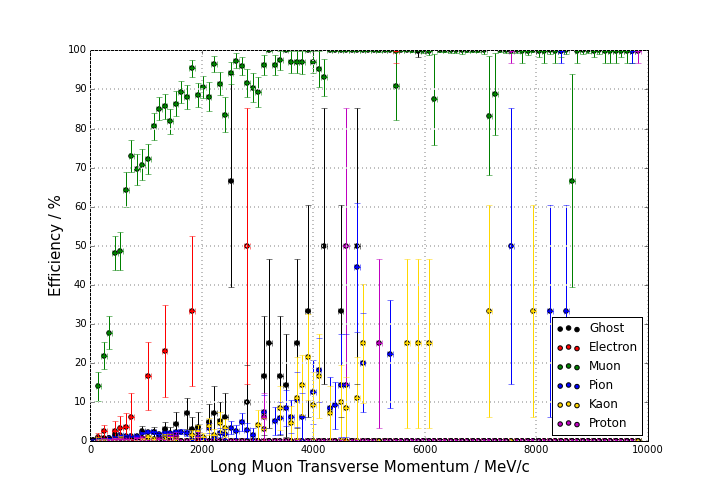 100
90
80
70
60
50
40
30
20
10
0
Efficiency / %
0 2000 4000 6000 8000 10000
Long Muon Transverse Momentum / MeV/c
Ghost
Electron
Muon
Pion
Kaon
Proton